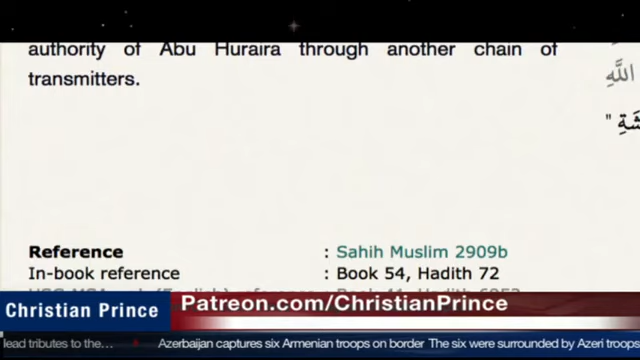 authority of Abu Huraira through another chain of
transmitters.
اللَّهِ
Reference : Sahih Muslim 2909b
In-book reference : Book 54, Hadith 72
Christian Prince
Patreon.com/ChristianPrince
lead tributes to the... Azerbaijan captures six Armenian troops on border The six were surrounded by Azeri troops